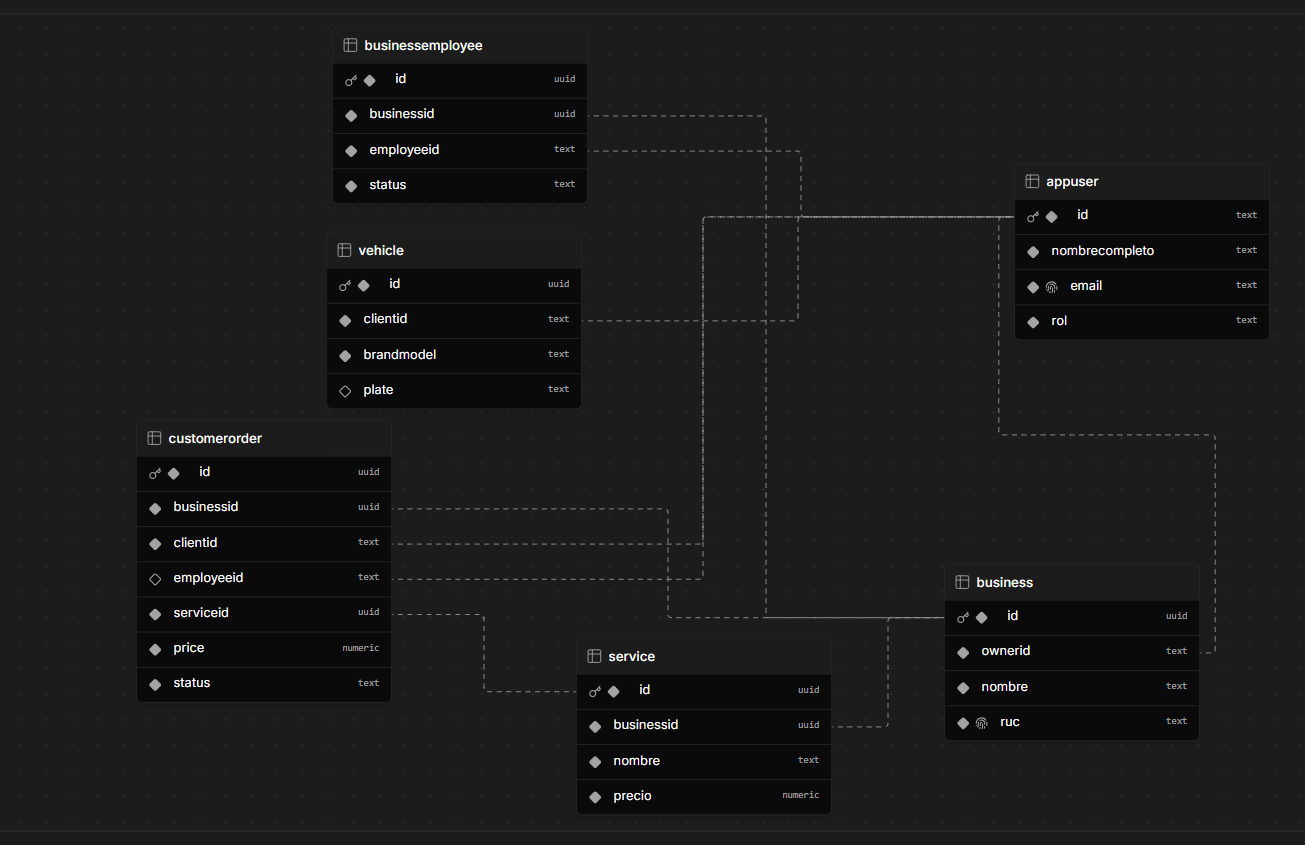 businessemployee
id uuid
businessid uuid
employeeid text
status text
vehicle
id uuid
clientid text
brandmodel text
plate text
customerorder
id uuid
businessid uuid
clientid text
employeeid text
serviceid uuid
price numeric
status text
service
id uuid
businessid uuid
nombre text
precio numeric
appuser
id text
nombrecompleto text
email text
rol text
business
id uuid
ownerid text
nombre text
ruc text